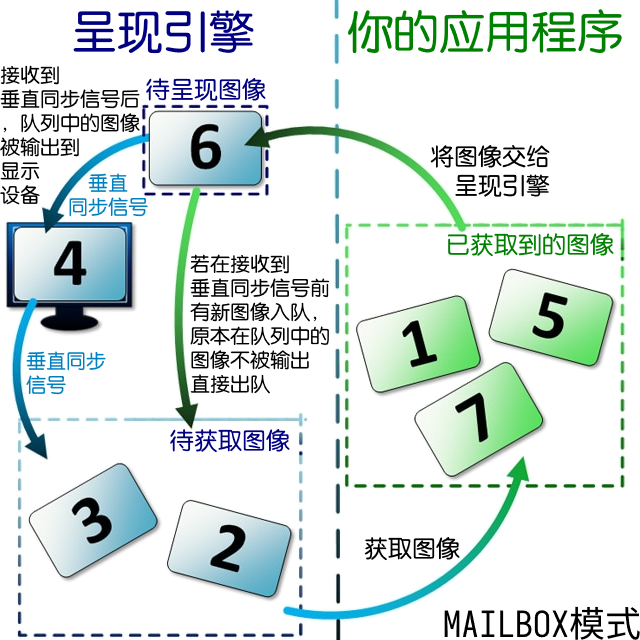 呈现引擎
你的应用程序
接收到
垂直同步信号后
，队列中的图像
被输出到
显示
设备
待呈现图像
6
垂直
同步信号
将图像交给
呈现引擎
已获取到的图像
4
若在接收到
垂直同步信号前
有新图像入队，
原本在队列中的
图像不被输出
直接出队
1
5
7
垂直同步
信号
待获取图像
3
2
获取图像
MAILBOX模式